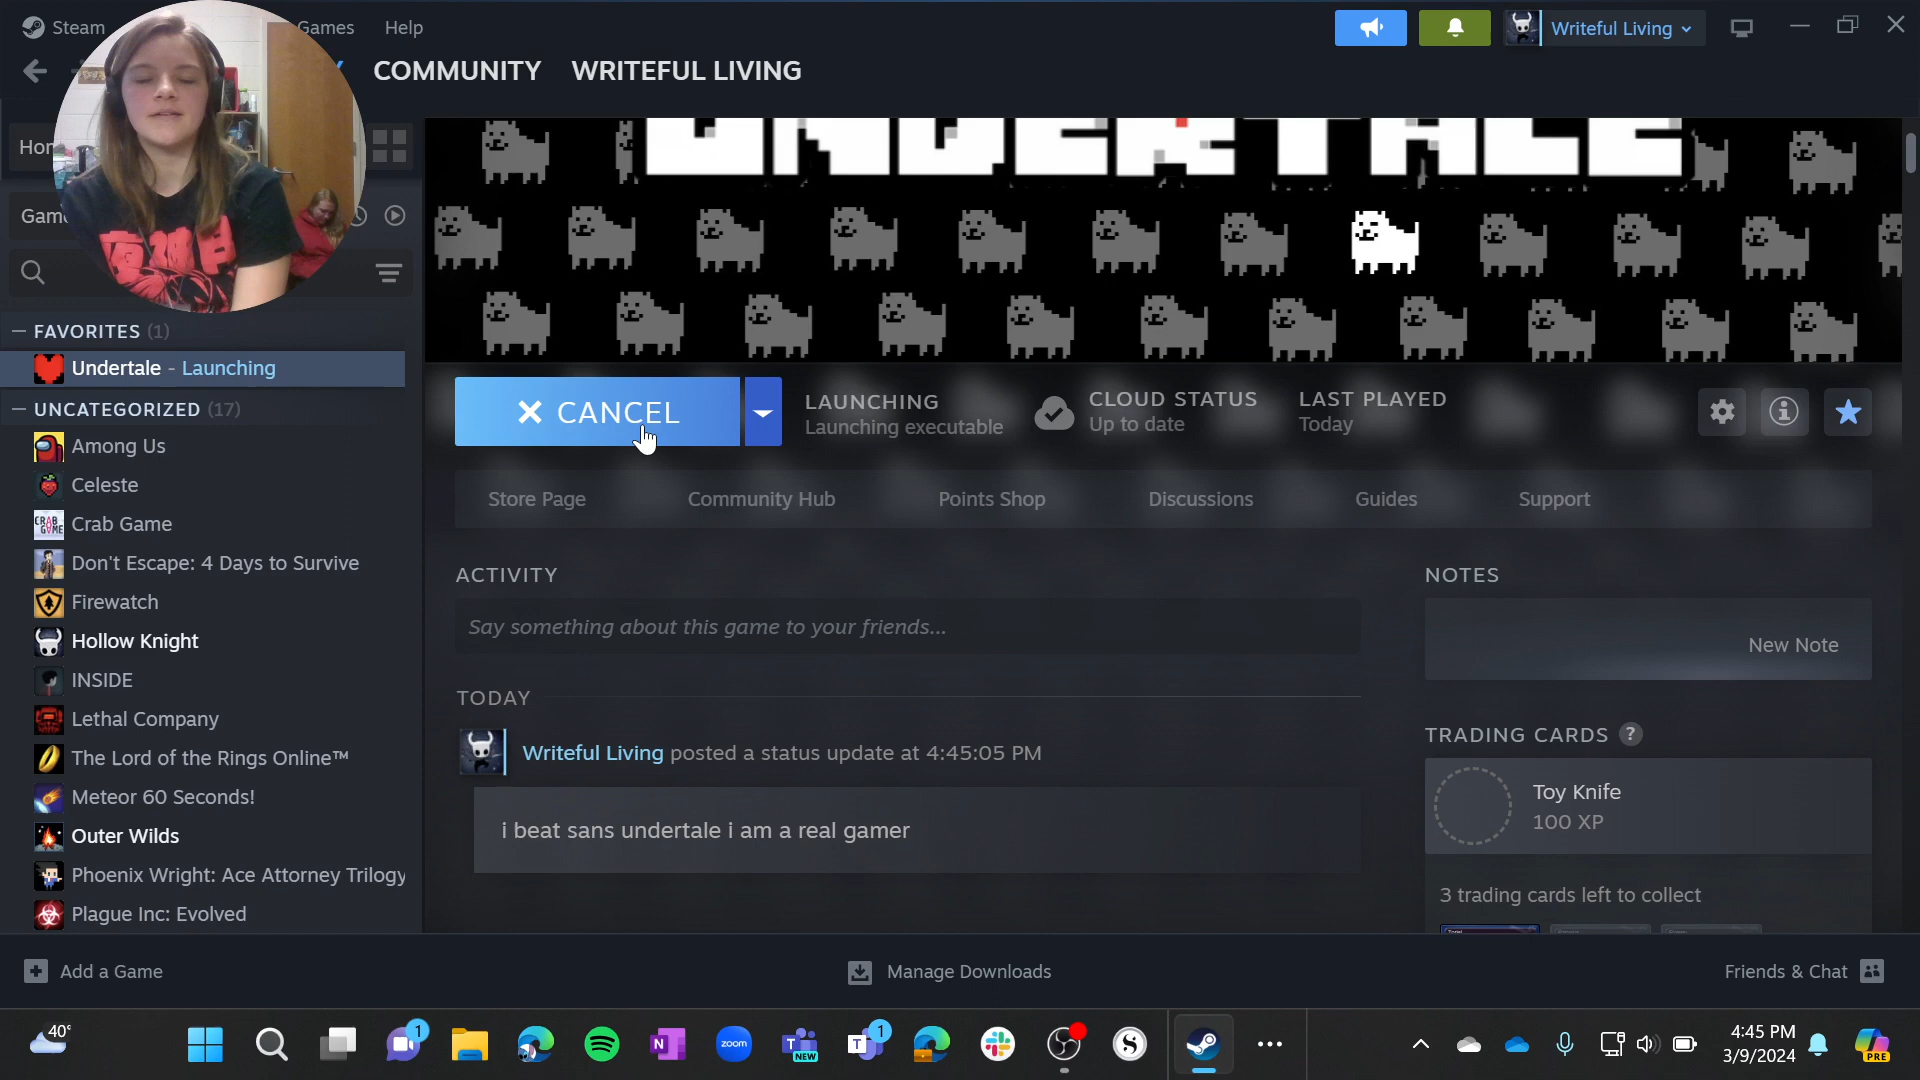 Steam
Games
Help
Writeful Living
COMMUNITY
WRITEFUL LIVING
UNDERTALE
FAVORITES (1)
Undertale - Launching
UNCATEGORIZED (17)
Among Us
Celeste
Crab Game
Don't Escape: 4 Days to Survive
Firewatch
Hollow Knight
INSIDE
Lethal Company
The Lord of the Rings Online™
Meteor 60 Seconds!
Outer Wilds
Phoenix Wright: Ace Attorney Trilogy
Plague Inc: Evolved
CANCEL
LAUNCHING
Launching executable
CLOUD STATUS
Up to date
LAST PLAYED
Today
Store Page
Community Hub
Points Shop
Discussions
Guides
Support
ACTIVITY
Say something about this game to your friends...
TODAY
Writeful Living posted a status update at 4:45:05 PM
i beat sans undertale i am a real gamer
NOTES
New Note
TRADING CARDS ?
Toy Knife
100 XP
3 trading cards left to collect
Add a Game
Manage Downloads
Friends & Chat
40°
1
zoom
NEW
1
4:45 PM
3/9/2024
PRE